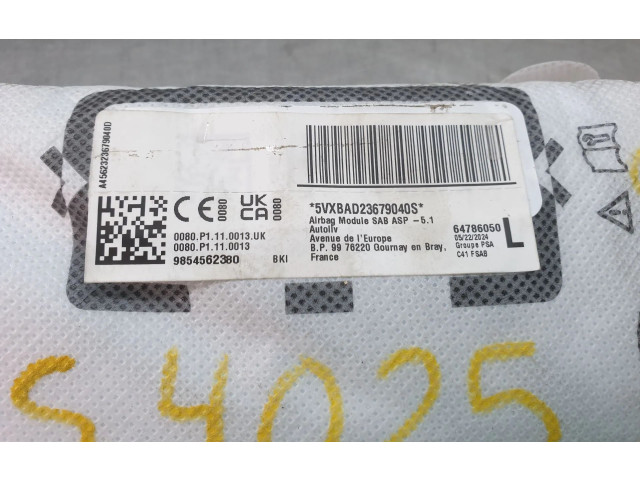 A45623236790400
CE 0080 UK CA 0080
0080.P1.11.0013.UK
0080.P1.11.0013
9854562380 BKI
*5VXBAD23679040S*
Airbag Module SAB ASP -5.1
Autoliv
Avenue de l'Europe
B.P. 99 76220 Gournay en Bray,
France
64786050
05/22/2024
Groupe PSA
C41 FSAB
L
S 4025